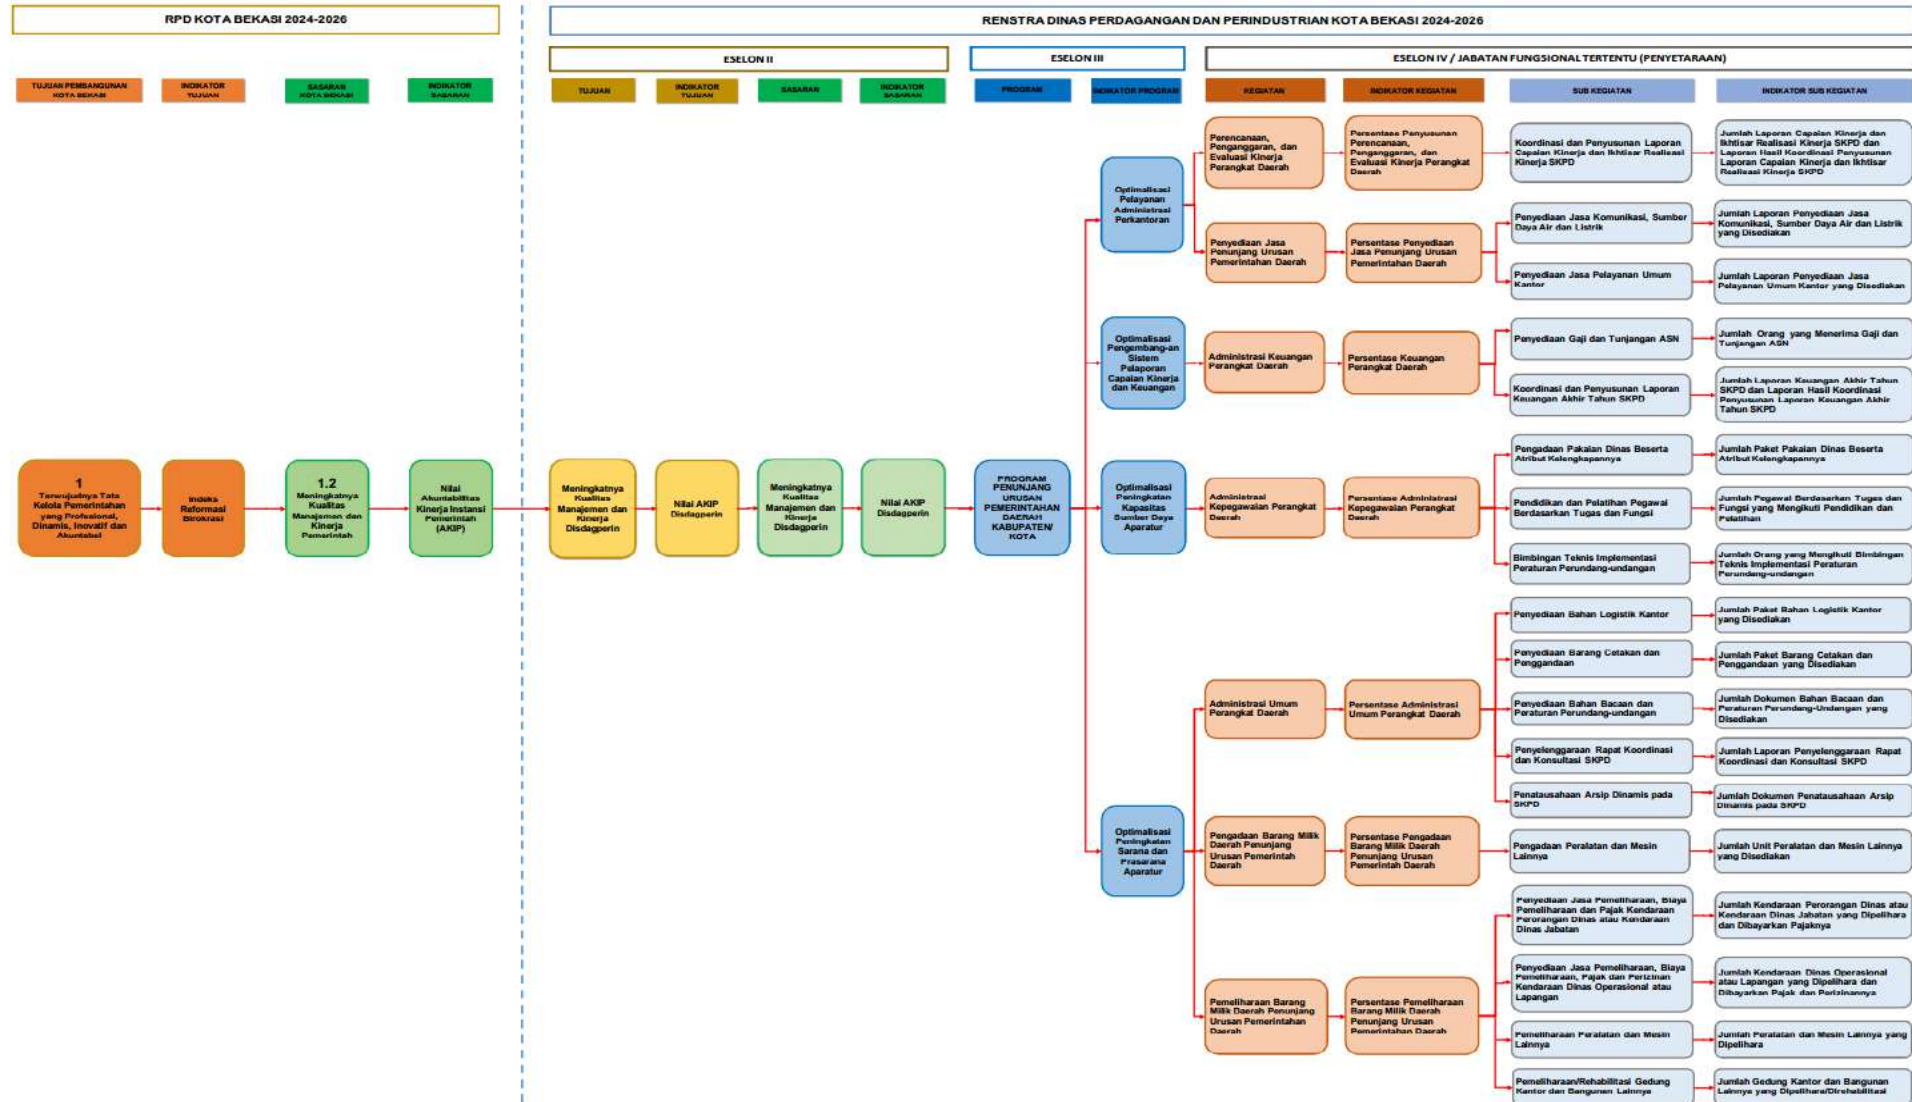 RPD KOTA BEKASI 2024-2026
RENSTRA DINAS PERDAGANGAN DAN PERINDUSTRIAN KOTA BEKASI 2024-2026
ESELON II
ESELON III
ESELON IV / JABATAN FUNGSIONAL TERTENTU (PENYETARAAN)
TUJUAN PEMBANGUNAN
KOTA BEKASI
INDIKATOR
TUJUAN
SASARAN
KOTA BEKASI
INDIKATOR
SASARAN
TUJUAN
INDIKATOR
TUJUAN
SASARAN
INDIKATOR
SASARAN
PROGRAM
INDIKATOR PROGRAM
KEGIATAN
INDIKATOR KEGIATAN
SUB KEGIATAN
INDIKATOR SUB KEGIATAN
1
Terwujudnya Tata
Kelola Pemerintahan
yang Profesional,
Dinamis, Inovatif dan
Akuntabel
Indeks
Reformasi
Birokrasi
1.2
Meningkatnya
Kualitas
Manajemen dan
Kinerja
Pemerintah
Nilai
Akuntabilitas
Kinerja Instansi
Pemerintah
(AKIP)
Meningkatnya
Kualitas
Manajemen dan
Kinerja
Disdagperin
Nilai AKIP
Disdagperin
Meningkatnya
Kualitas
Manajemen dan
Kinerja
Disdagperin
Nilai AKIP
Disdagperin
PROGRAM
PENUNJANG
URUSAN
PEMERINTAHAN
DAERAH
KABUPATEN/
KOTA
Optimalisasi
Pelayanan
Administrasi
Perkantoran
Perencanaan,
Penganggaran, dan
Evaluasi Kinerja
Perangkat Daerah
Persentase Penyusunan
Perencanaan,
Penganggaran, dan
Evaluasi Kinerja Perangkat
Daerah
Koordinasi dan Penyusunan Laporan
Capaian Kinerja dan Ikhtisar Realisasi
Kinerja SKPD
Jumlah Laporan Capaian Kinerja dan
Ikhtisar Realisasi Kinerja SKPD dan
Laporan Hasil Koordinasi Penyusunan
Laporan Capaian Kinerja dan Ikhtisar
Realisasi Kinerja SKPD
Penyediaan Jasa
Penunjang Urusan
Pemerintahan Daerah
Persentase Penyediaan
Jasa Penunjang Urusan
Pemerintahan Daerah
Penyediaan Jasa Komunikasi, Sumber
Daya Air dan Listrik
Jumlah Laporan Penyediaan Jasa
Komunikasi, Sumber Daya Air dan Listrik
yang Disediakan
Penyediaan Jasa Pelayanan Umum
Kantor
Jumlah Laporan Penyediaan Jasa
Pelayanan Umum Kantor yang Disediakan
Optimalisasi
Pengembang-an
Sistem
Pelaporan
Capaian Kinerja
dan Keuangan
Administrasi Keuangan
Perangkat Daerah
Persentase Keuangan
Perangkat Daerah
Penyediaan Gaji dan Tunjangan ASN
Jumlah Orang yang Menerima Gaji dan
Tunjangan ASN
Koordinasi dan Penyusunan Laporan
Keuangan Akhir Tahun SKPD
Jumlah Laporan Keuangan Akhir Tahun
SKPD dan Laporan Hasil Koordinasi
Penyusunan Laporan Keuangan Akhir
Tahun SKPD
Optimalisasi
Peningkatan
Kapasitas
Sumber Daya
Aparatur
Administrasi
Kepegawaian Perangkat
Daerah
Persentase Administrasi
Kepegawaian Perangkat
Daerah
Pengadaan Pakaian Dinas Beserta
Atribut Kelengkapannya
Jumlah Paket Pakaian Dinas Beserta
Atribut Kelengkapannya
Pendidikan dan Pelatihan Pegawai
Berdasarkan Tugas dan Fungsi
Jumlah Pegawai Berdasarkan Tugas dan
Fungsi yang Mengikuti Pendidikan dan
Pelatihan
Bimbingan Teknis Implementasi
Peraturan Perundang-undangan
Jumlah Orang yang Mengikuti Bimbingan
Teknis Implementasi Peraturan
Perundang-undangan
Optimalisasi
Peningkatan
Sarana dan
Prasarana
Aparatur
Administrasi Umum
Perangkat Daerah
Persentase Administrasi
Umum Perangkat Daerah
Penyediaan Bahan Logistik Kantor
Jumlah Paket Bahan Logistik Kantor
yang Disediakan
Penyediaan Barang Cetakan dan
Penggandaan
Jumlah Paket Barang Cetakan dan
Penggandaan yang Disediakan
Penyediaan Bahan Bacaan dan
Peraturan Perundang-undangan
Jumlah Dokumen Bahan Bacaan dan
Peraturan Perundang-Undangan yang
Disediakan
Penyelenggaraan Rapat Koordinasi
dan Konsultasi SKPD
Jumlah Laporan Penyelenggaraan Rapat
Koordinasi dan Konsultasi SKPD
Penatausahaan Arsip Dinamis pada
SKPD
Jumlah Dokumen Penatausahaan Arsip
Dinamis pada SKPD
Pengadaan Barang Milik
Daerah Penunjang
Urusan Pemerintah
Daerah
Persentase Pengadaan
Barang Milik Daerah
Penunjang Urusan
Pemerintah Daerah
Pengadaan Peralatan dan Mesin
Lainnya
Jumlah Unit Peralatan dan Mesin Lainnya
yang Disediakan
Pemeliharaan Barang
Milik Daerah Penunjang
Urusan Pemerintahan
Daerah
Persentase Pemeliharaan
Barang Milik Daerah
Penunjang Urusan
Pemerintahan Daerah
Penyediaan Jasa Pemeliharaan, Biaya
Pemeliharaan dan Pajak Kendaraan
Perorangan Dinas atau Kendaraan
Dinas Jabatan
Jumlah Kendaraan Perorangan Dinas atau
Kendaraan Dinas Jabatan yang Dipelihara
dan Dibayarkan Pajaknya
Penyediaan Jasa Pemeliharaan, Biaya
Pemeliharaan, Pajak dan Perizinan
Kendaraan Dinas Operasional atau
Lapangan
Jumlah Kendaraan Dinas Operasional
atau Lapangan yang Dipelihara dan
Dibayarkan Pajak dan Perizinannya
Pemeliharaan Peralatan dan Mesin
Lainnya
Jumlah Peralatan dan Mesin Lainnya yang
Dipelihara
Pemeliharaan/Rehabilitasi Gedung
Kantor dan Bangunan Lainnya
Jumlah Gedung Kantor dan Bangunan
Lainnya yang Dipelihara/Direhabilitasi